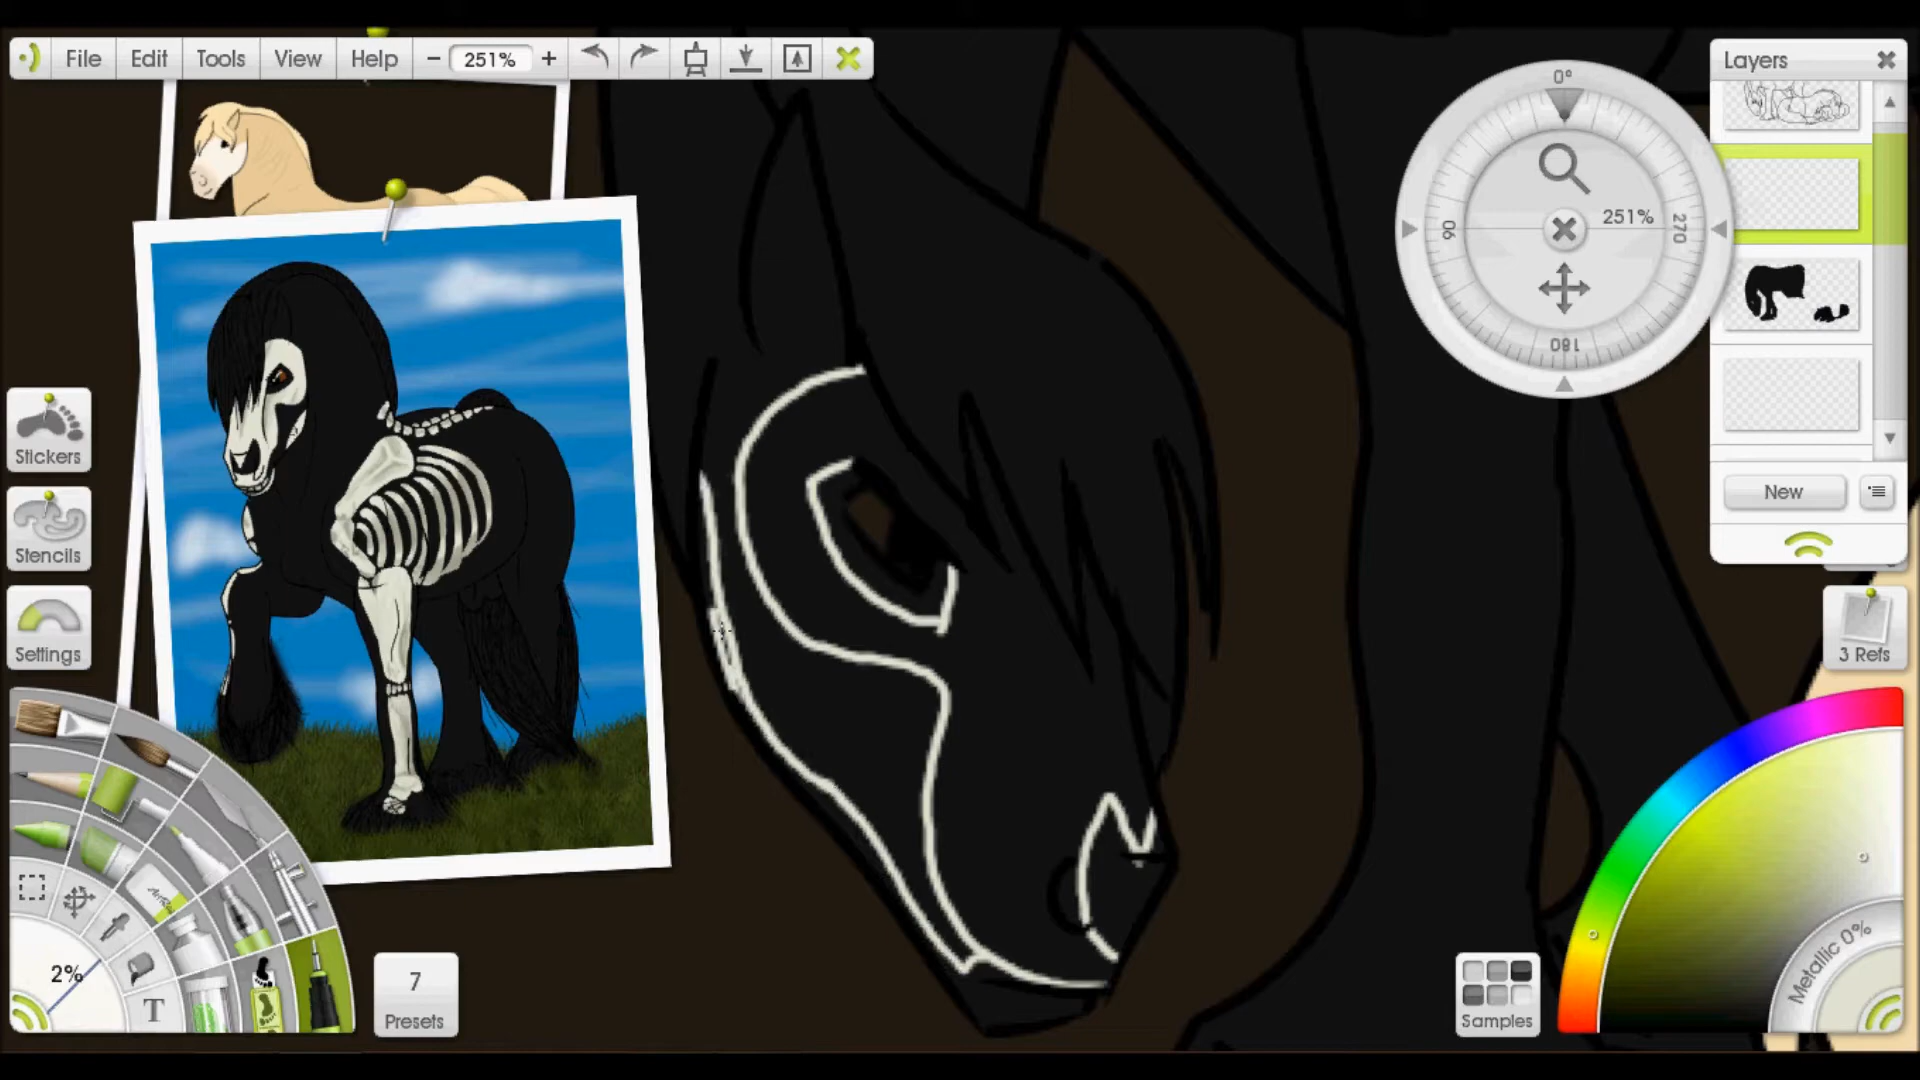 File Edit Tools View Help − 251% +
Layers
0°
251%
90
270
180
New
Stickers
Stencils
Settings
3 Refs
2%
T
7
Presets
Samples
Metallic 0%